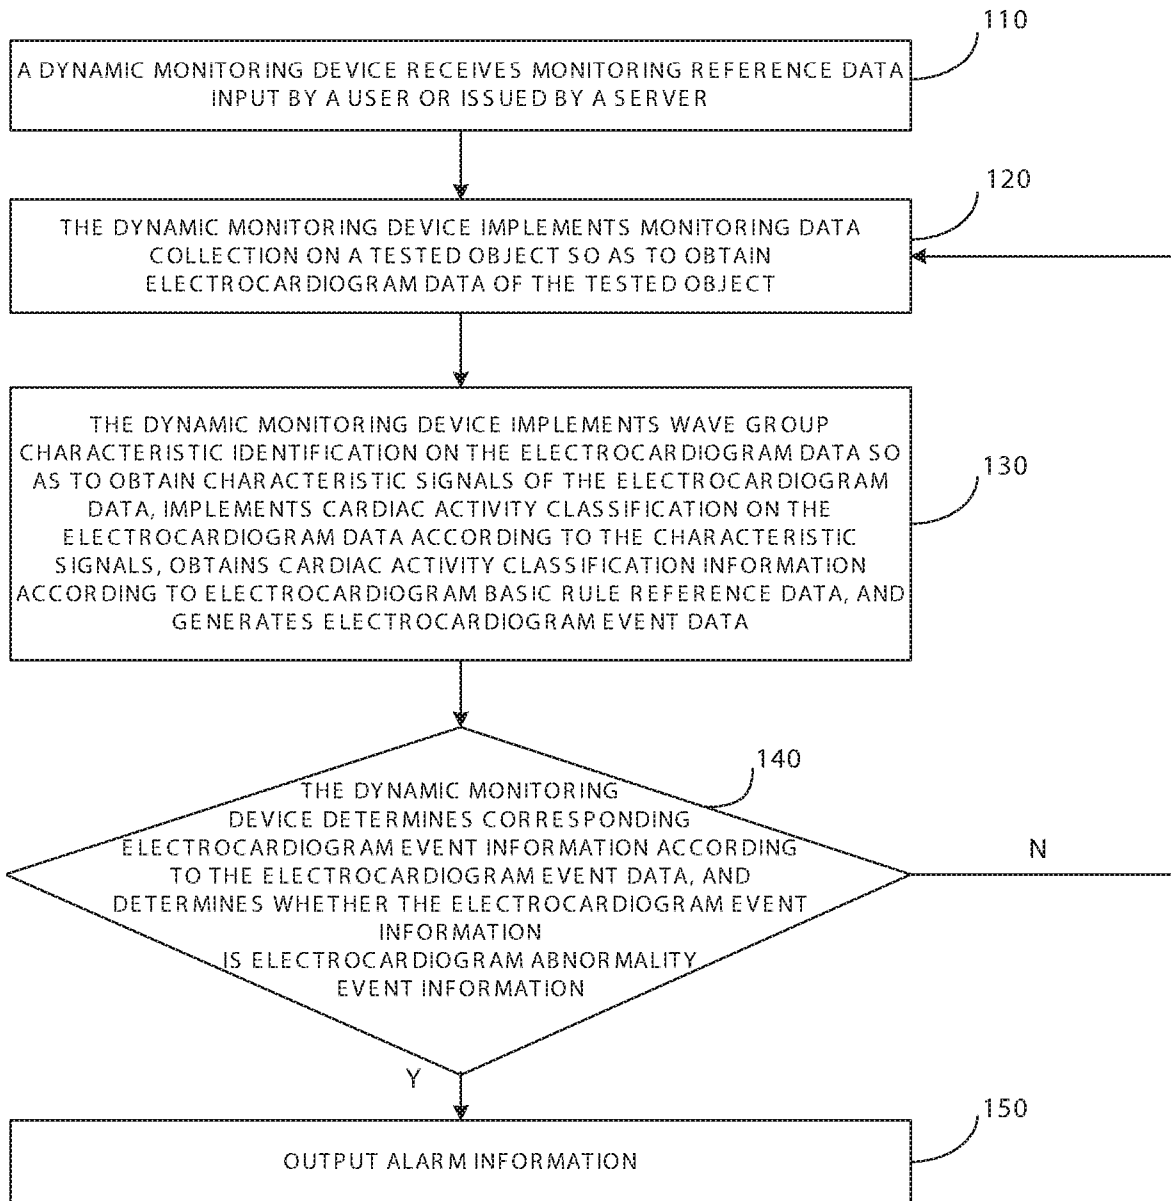 110
A DYNAMIC MONITORING DEVICE RECEIVES MONITORING REFERENCE DATA
INPUT BY A USER OR ISSUED BY A SERVER
120
THE DYNAMIC MONITORING DEVICE IMPLEMENTS MONITORING DATA
COLLECTION ON A TESTED OBJECT SO AS TO OBTAIN
ELECTROCARDIOGRAM DATA OF THE TESTED OBJECT
130
THE DYNAMIC MONITORING DEVICE IMPLEMENTS WAVE GROUP
CHARACTERISTIC IDENTIFICATION ON THE ELECTROCARDIOGRAM DATA SO
AS TO OBTAIN CHARACTERISTIC SIGNALS OF THE ELECTROCARDIOGRAM
DATA, IMPLEMENTS CARDIAC ACTIVITY CLASSIFICATION ON THE
ELECTROCARDIOGRAM DATA ACCORDING TO THE CHARACTERISTIC
SIGNALS, OBTAINS CARDIAC ACTIVITY CLASSIFICATION INFORMATION
ACCORDING TO ELECTROCARDIOGRAM BASIC RULE REFERENCE DATA, AND
GENERATES ELECTROCARDIOGRAM EVENT DATA
140
THE DYNAMIC MONITORING
DEVICE DETERMINES CORRESPONDING
ELECTROCARDIOGRAM EVENT INFORMATION ACCORDING
TO THE ELECTROCARDIOGRAM EVENT DATA, AND
DETERMINES WHETHER THE ELECTROCARDIOGRAM EVENT
INFORMATION
IS ELECTROCARDIOGRAM ABNORMALITY
EVENT INFORMATION
N
Y
150
OUTPUT ALARM INFORMATION